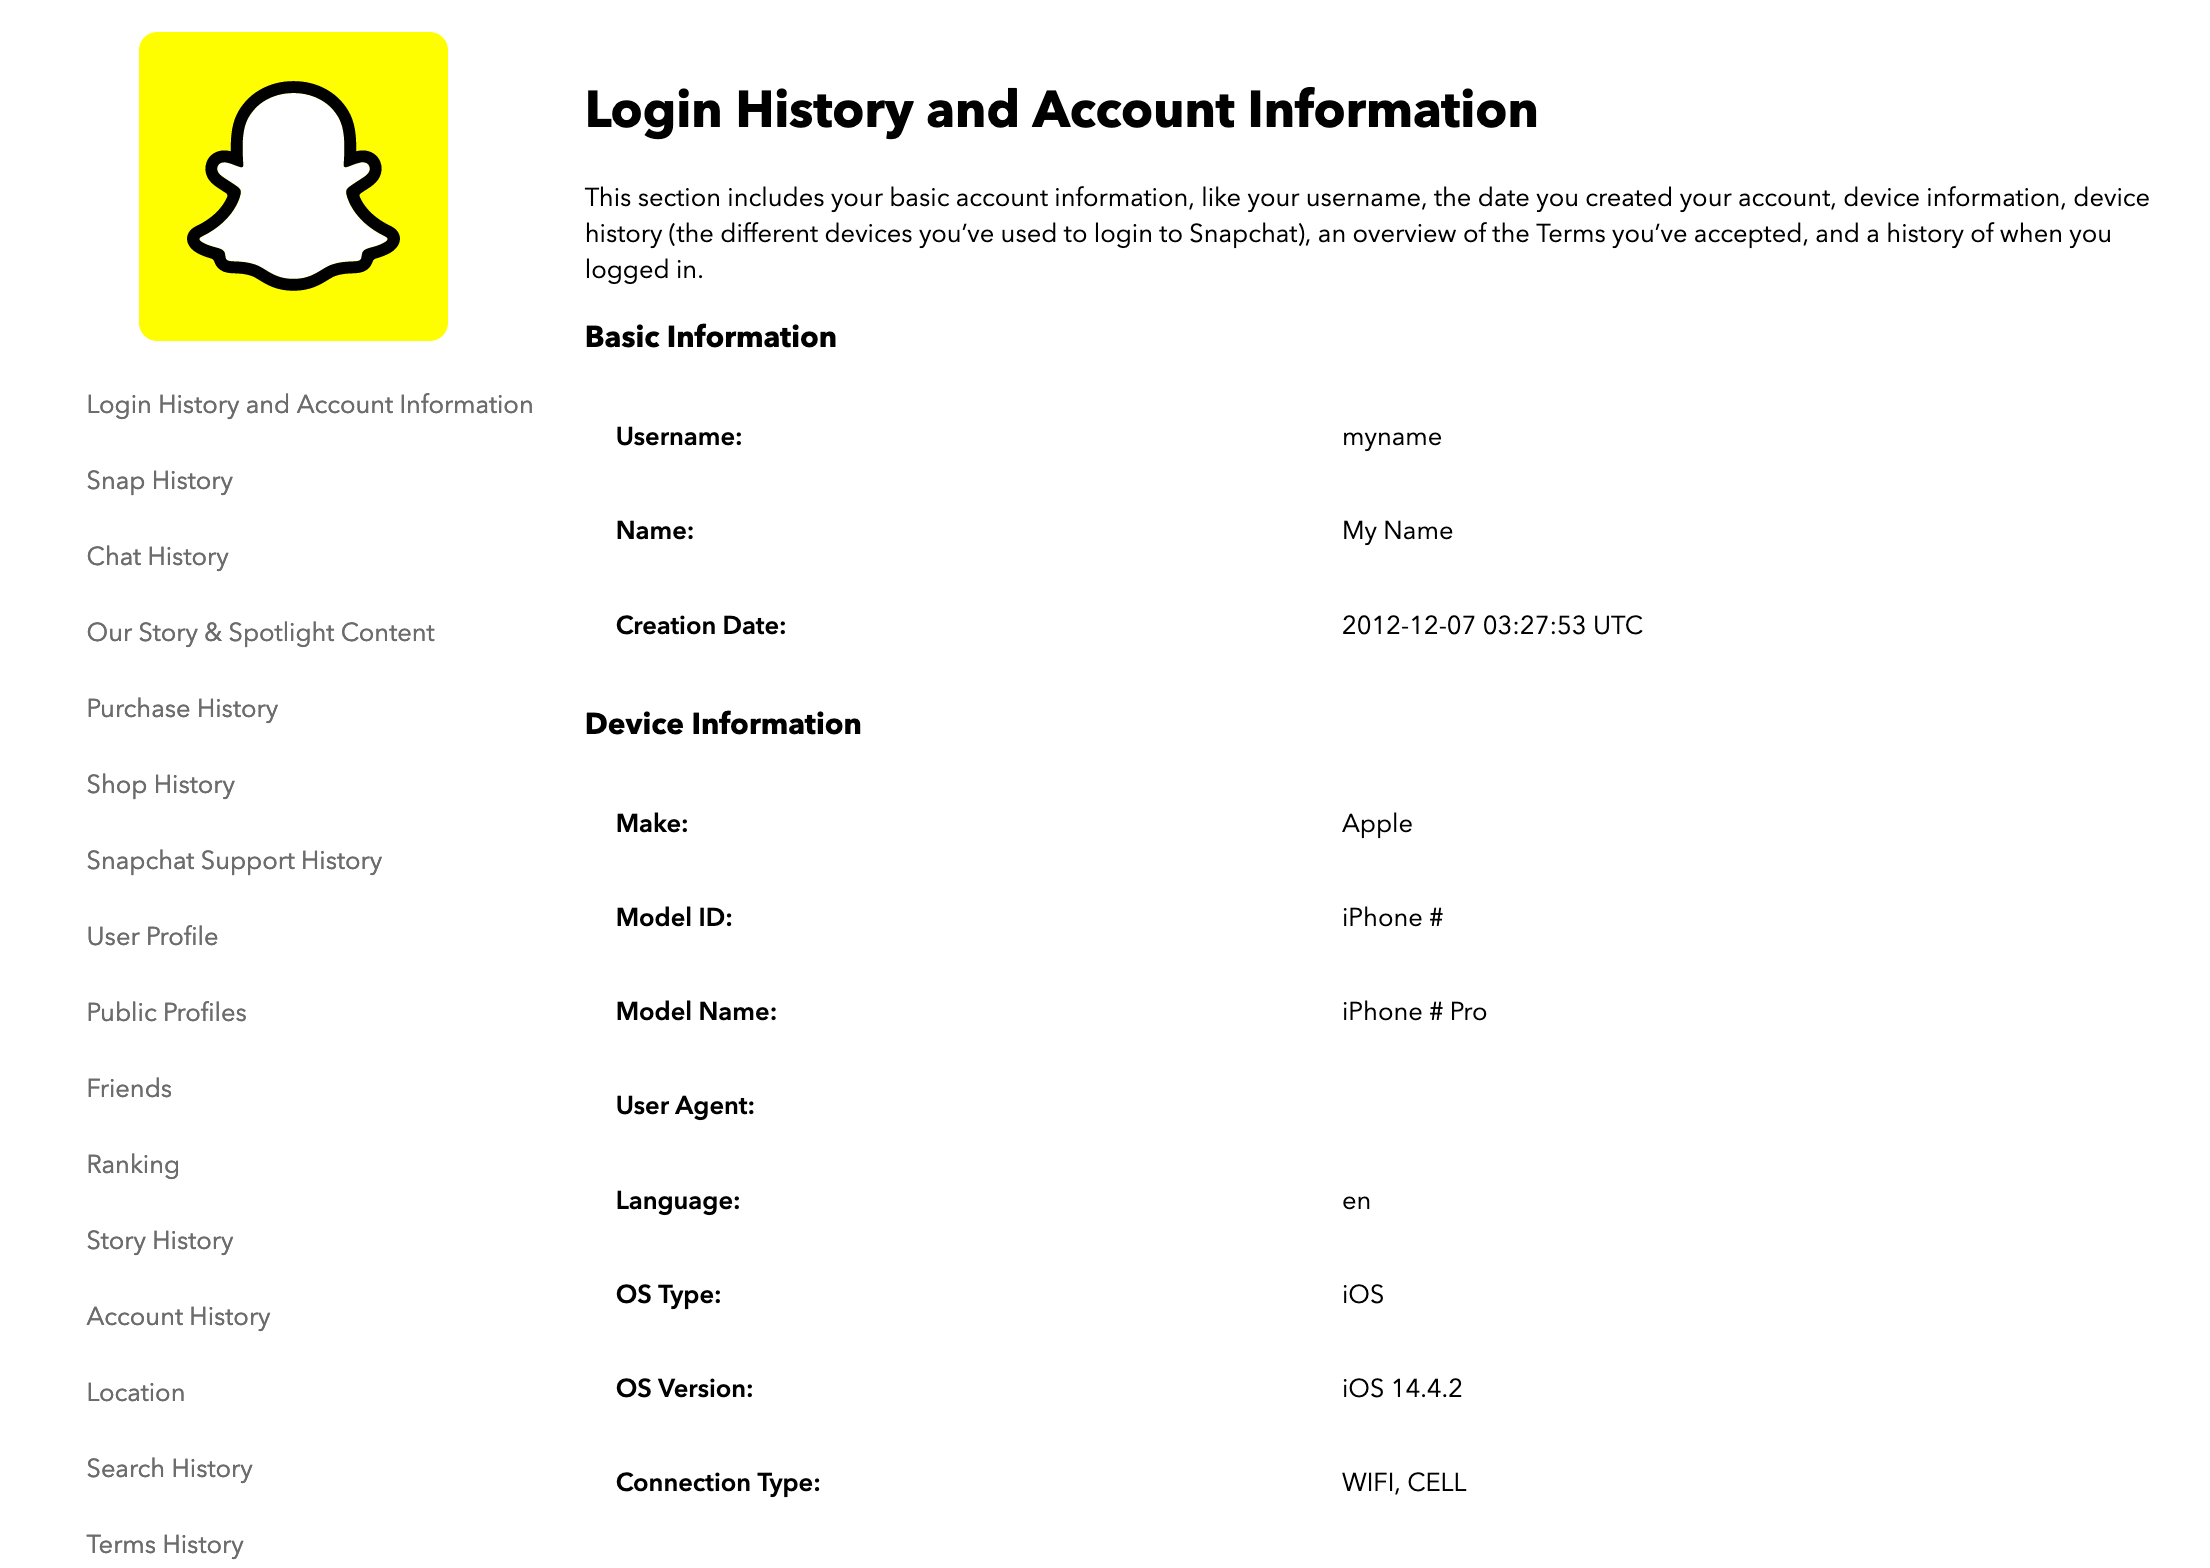 Login History and Account Information
Snap History
Chat History
Our Story & Spotlight Content
Purchase History
Shop History
Snapchat Support History
User Profile
Public Profiles
Friends
Ranking
Story History
Account History
Location
Search History
Terms History
Login History and Account Information
This section includes your basic account information, like your username, the date you created your account, device information, device
history (the different devices you’ve used to login to Snapchat), an overview of the Terms you’ve accepted, and a history of when you
logged in.
Basic Information
Username: myname
Name: My Name
Creation Date: 2012-12-07 03:27:53 UTC
Device Information
Make: Apple
Model ID: iPhone #
Model Name: iPhone # Pro
User Agent:
Language: en
OS Type: iOS
OS Version: iOS 14.4.2
Connection Type: WIFI, CELL